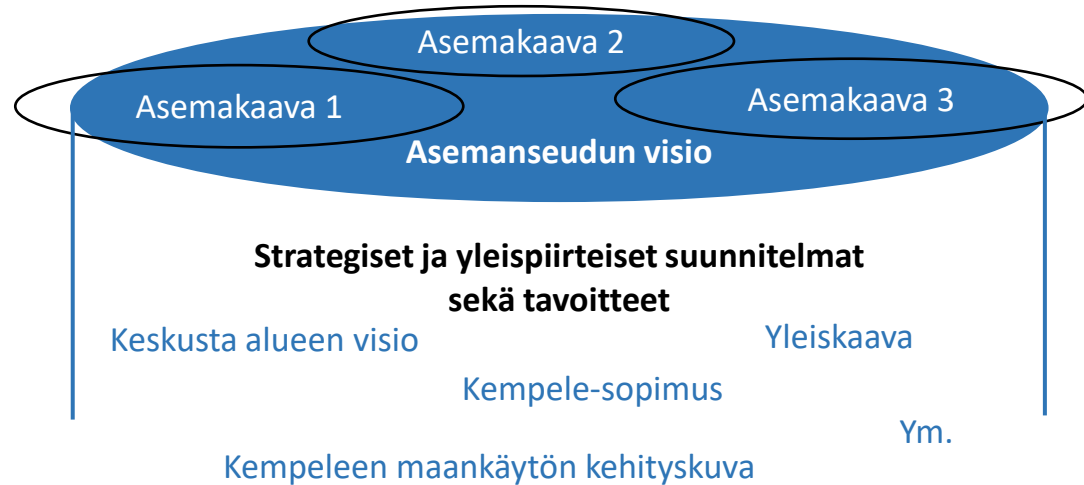 Asemakaava 2
Asemakaava 1
Asemakaava 3
Asemanseudun visio
Strategiset ja yleispiirteiset suunnitelmat
sekä tavoitteet
Keskusta alueen visio
Yleiskaava
Kempele-sopimus
Ym.
Kempeleen maankäytön kehityskuva